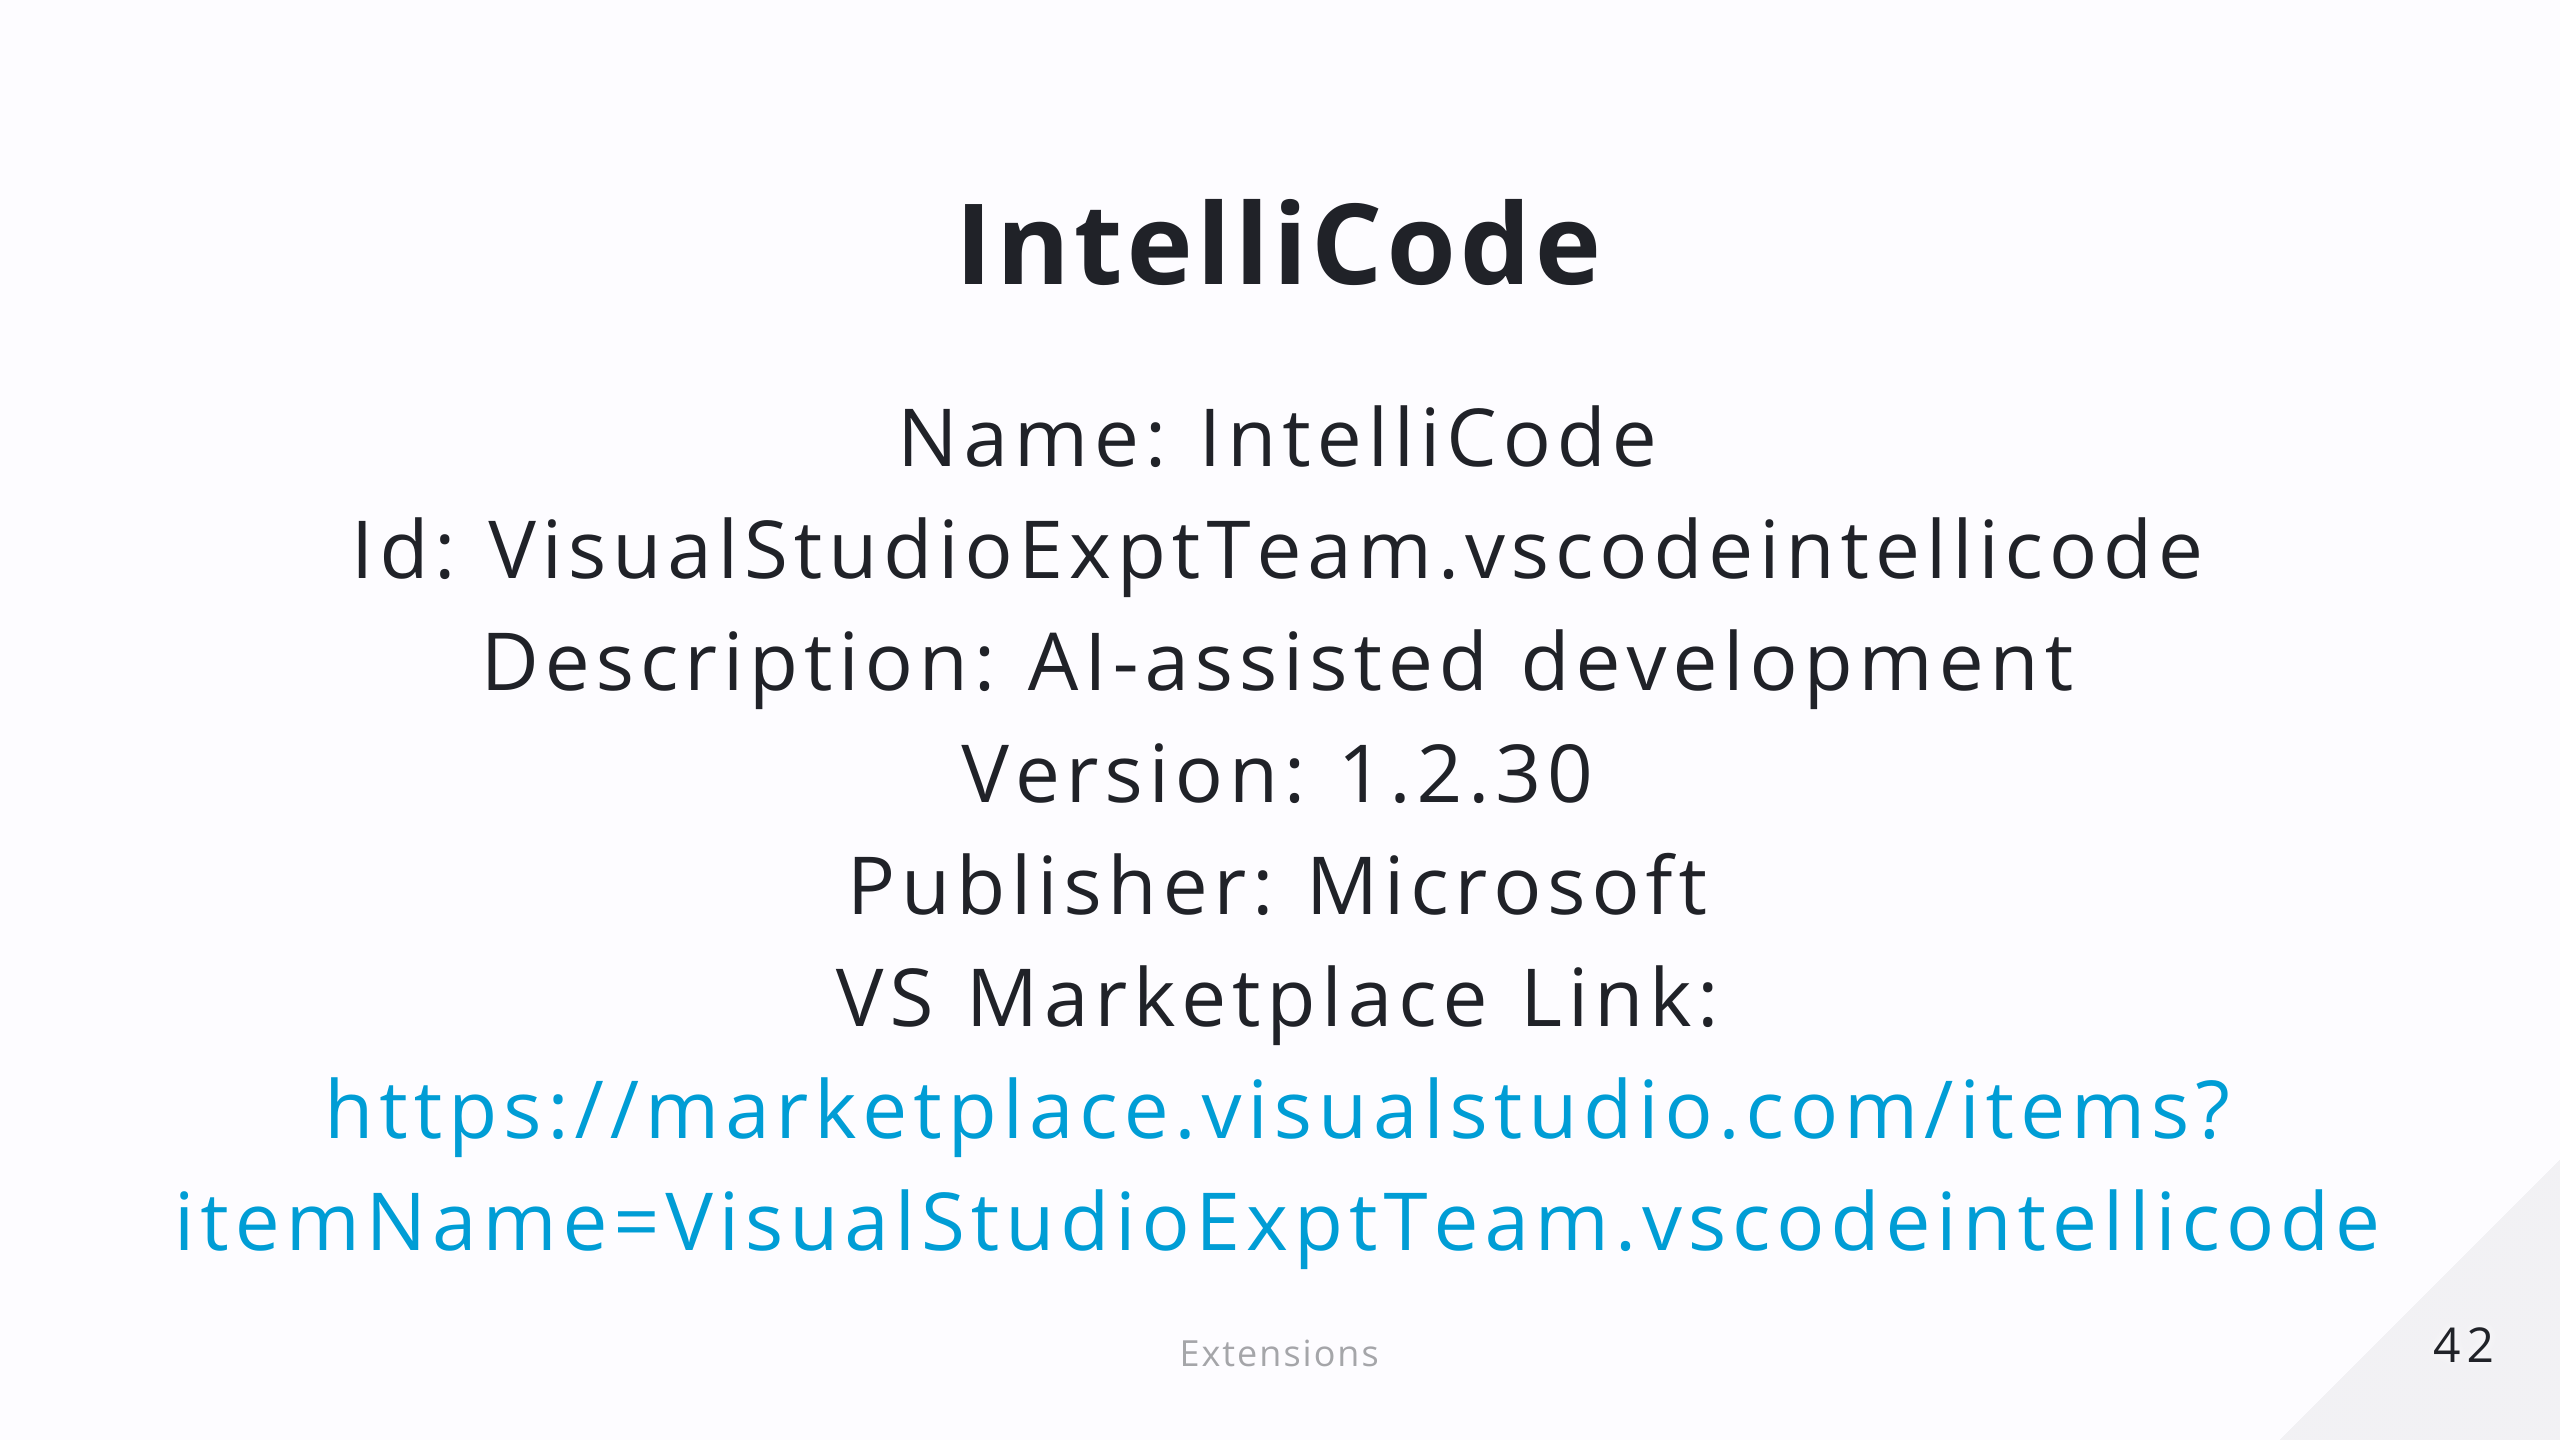 IntelliCode
Name: IntelliCode
Id: VisualStudioExptTeam.vscodeintellicode
Description: AI-assisted development
Version: 1.2.30
Publisher: Microsoft
VS Marketplace Link:
https://marketplace.visualstudio.com/items?
itemName=VisualStudioExptTeam.vscodeintellicode
Extensions
42